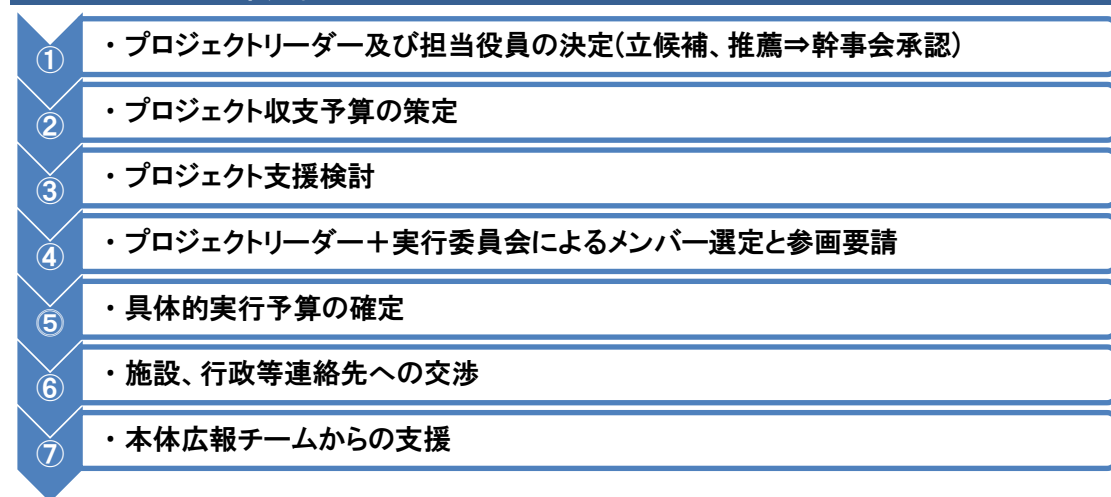 ① ・プロジェクトリーダー及び担当役員の決定(立候補、推薦⇒幹事会承認)
② ・プロジェクト収支予算の策定
③ ・プロジェクト支援検討
④ ・プロジェクトリーダー＋実行委員会によるメンバー選定と参画要請
⑤ ・具体的実行予算の確定
⑥ ・施設、行政等連絡先への交渉
⑦ ・本体広報チームからの支援